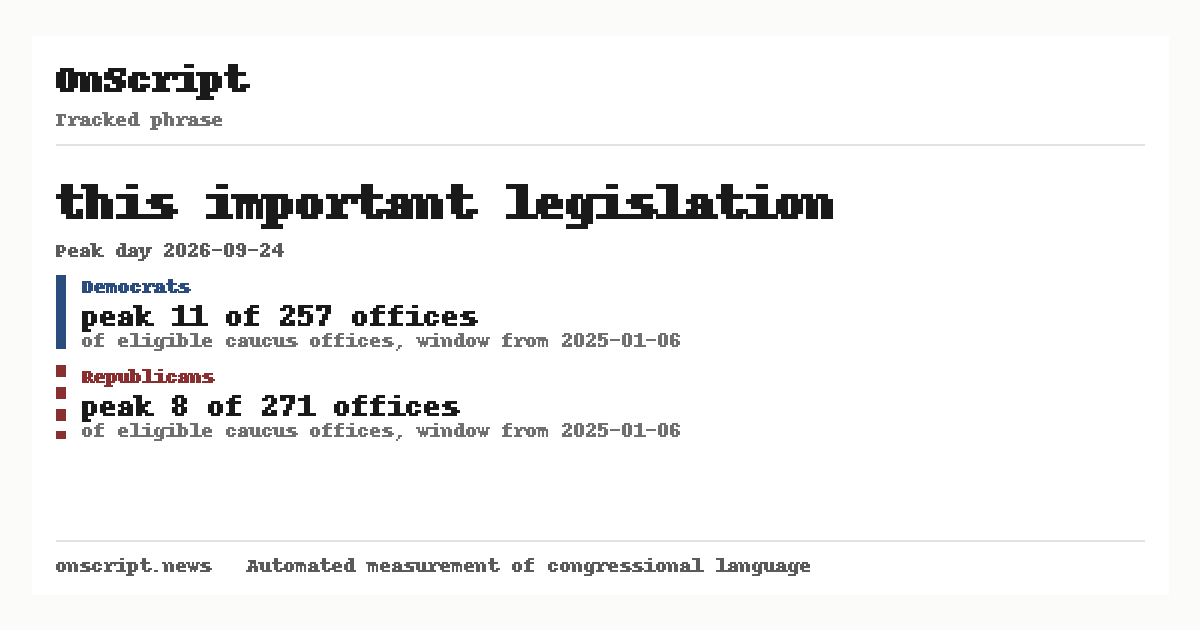 OnScript
Tracked phrase
this important legislation
Peak day 2026-09-24
Democrats
peak 11 of 257 offices
of eligible caucus offices, window from 2025-01-06
Republicans
peak 8 of 271 offices
of eligible caucus offices, window from 2025-01-06
onscript.news Automated measurement of congressional language